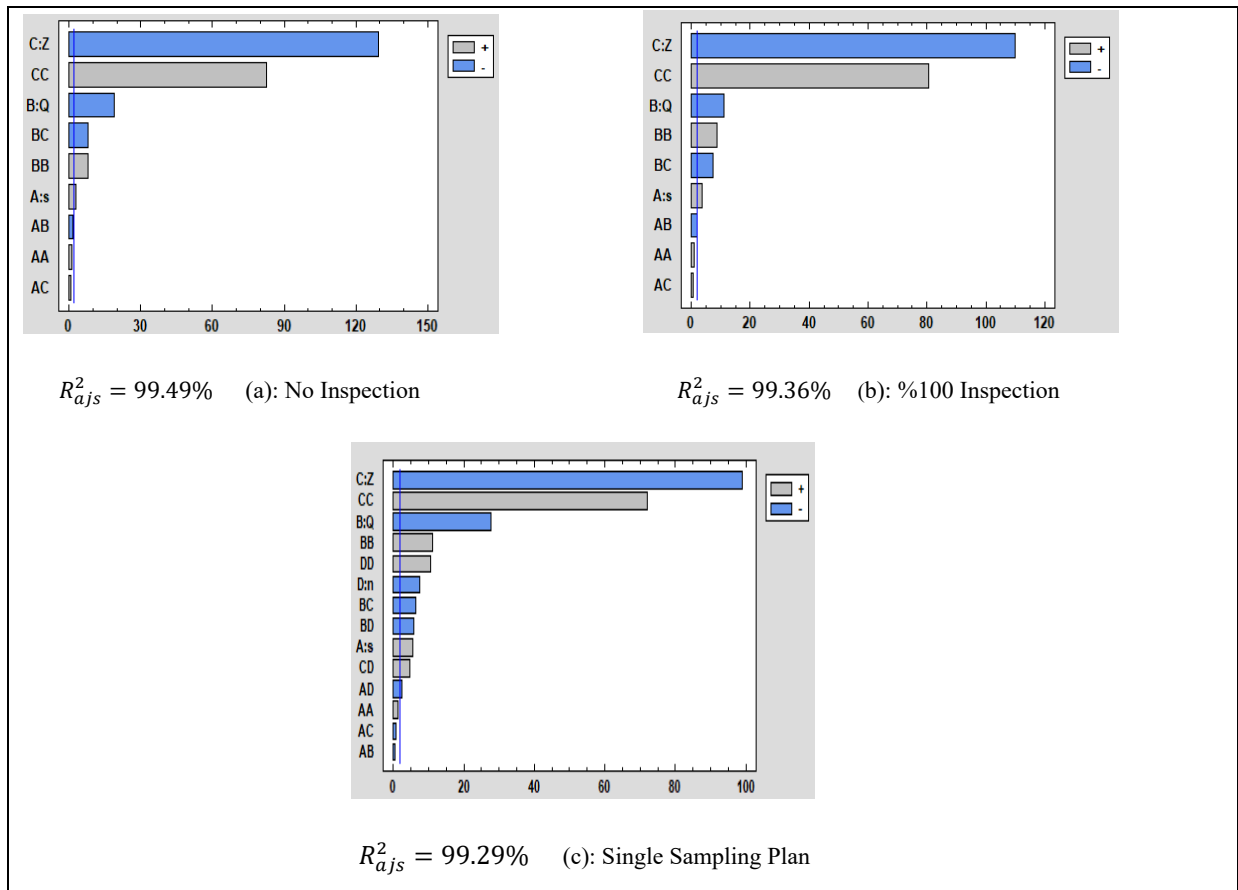 C:Z
CC
B:Q
BC
BB
A:s
AB
AA
AC
0 30 60 90 120 150
+
-
R²ajs = 99.49% (a): No Inspection
C:Z
CC
B:Q
BB
BC
A:s
AB
AA
AC
0 20 40 60 80 100 120
+
-
R²ajs = 99.36% (b): %100 Inspection
C:Z
CC
B:Q
BB
DD
D:n
BC
BD
A:s
CD
AD
AA
AC
AB
0 20 40 60 80 100
+
-
R²ajs = 99.29% (c): Single Sampling Plan